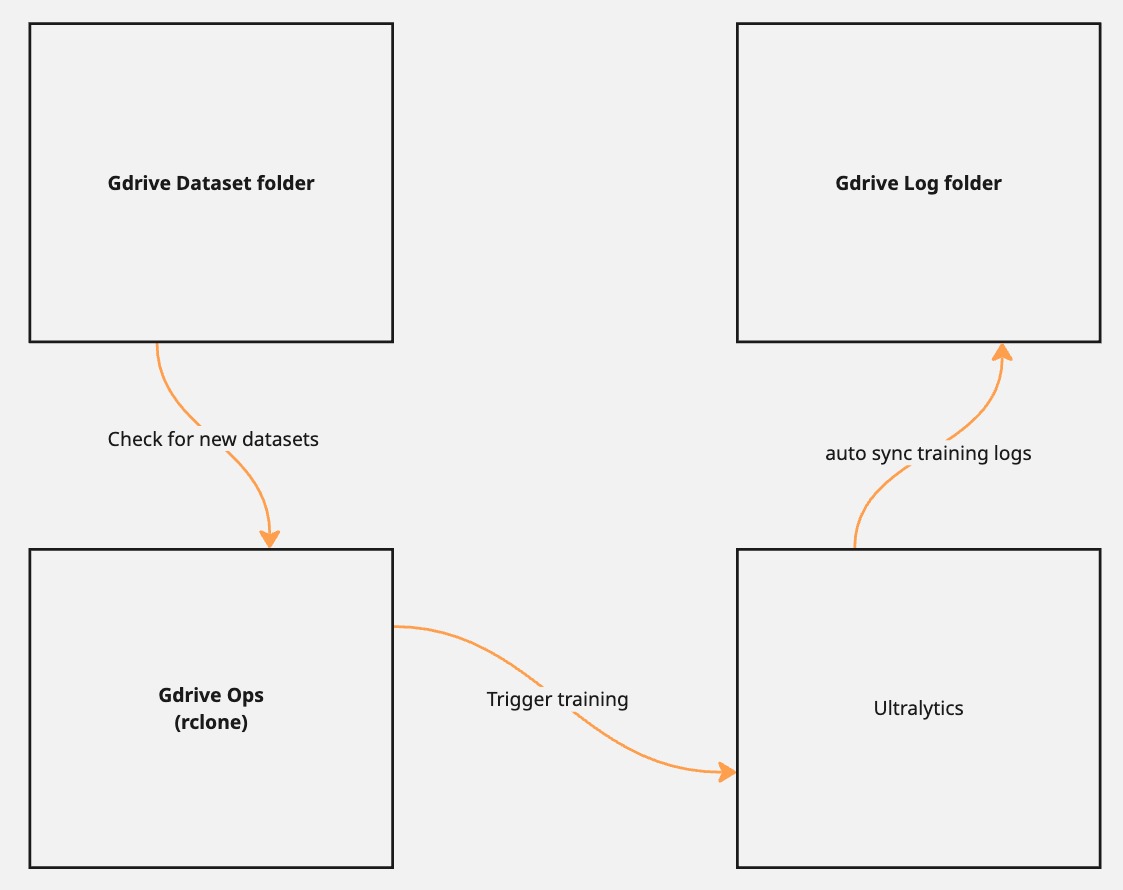 Gdrive Dataset folder
Gdrive Log folder
Check for new datasets
auto sync training logs
Gdrive Ops
(rclone)
Trigger training
Ultralytics